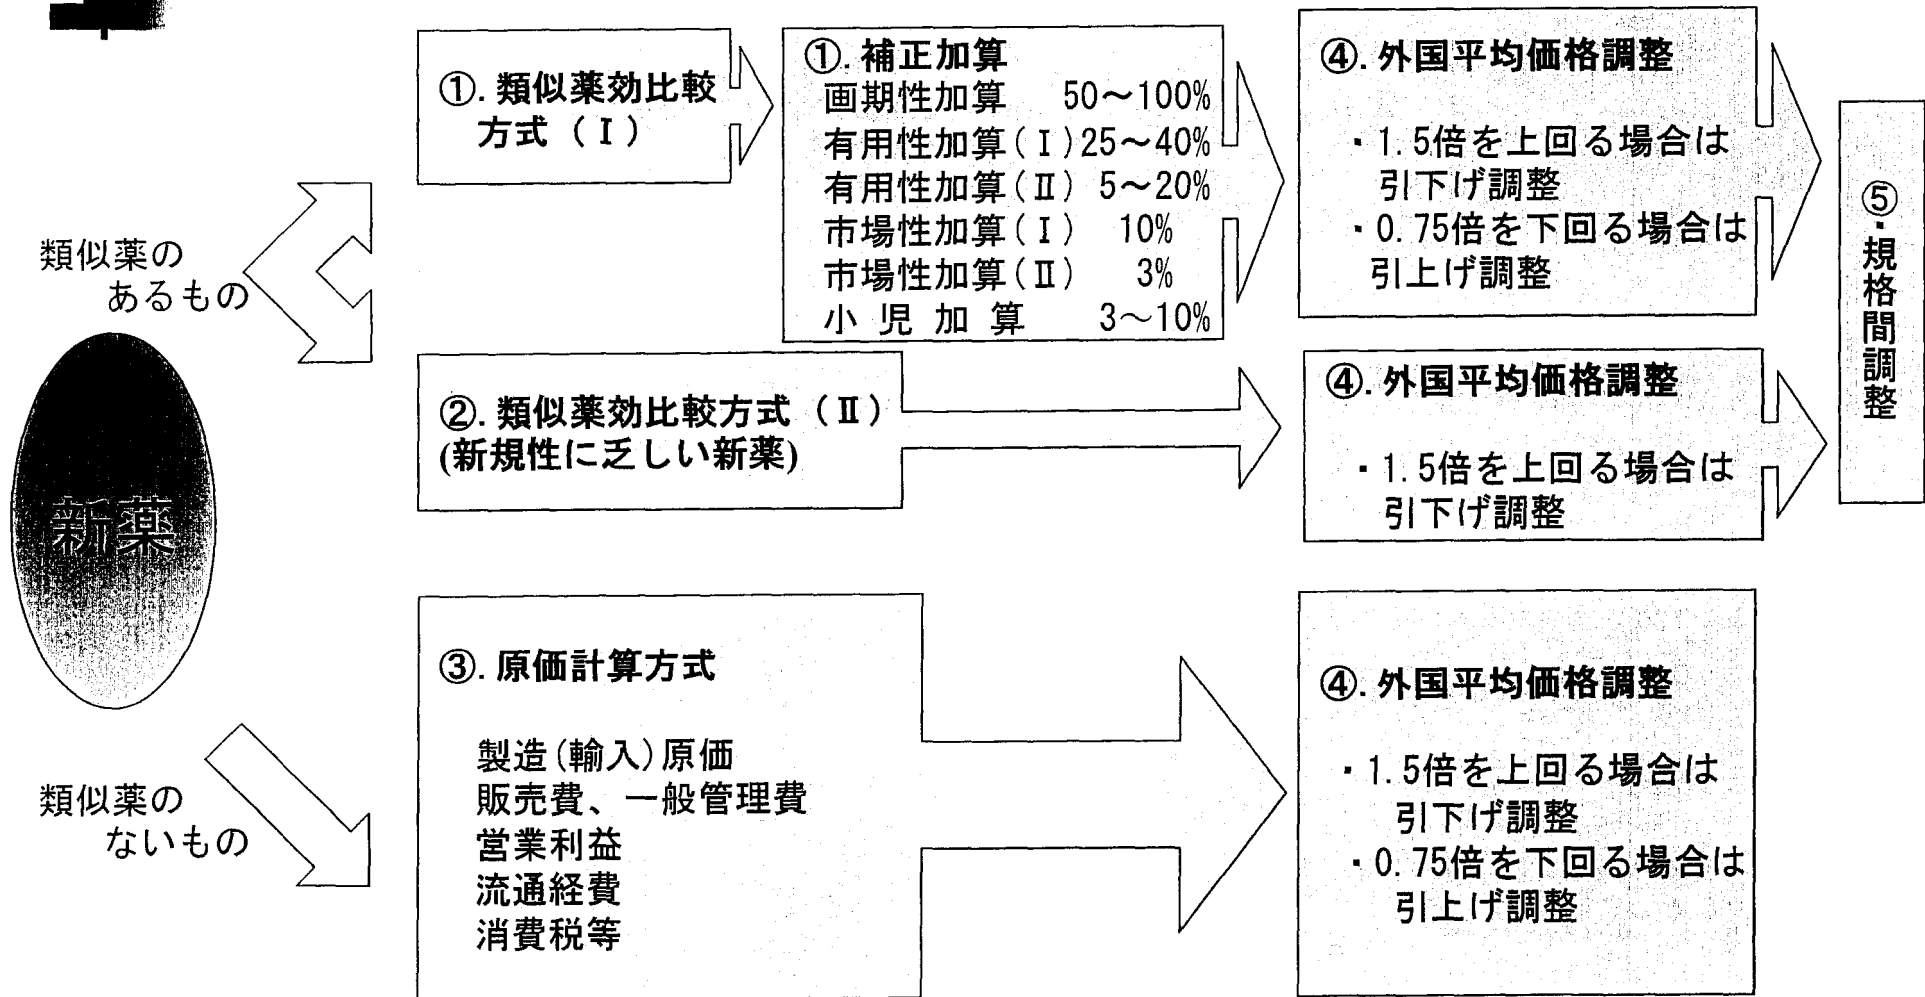 新薬
類似薬の
あるもの
①. 類似薬効比較
方式（Ⅰ）
①. 補正加算
画期性加算 50～100%
有用性加算(Ⅰ)25～40%
有用性加算(Ⅱ) 5～20%
市場性加算(Ⅰ) 10%
市場性加算(Ⅱ) 3%
小 児 加 算 3～10%
④. 外国平均価格調整
・1.5倍を上回る場合は
引下げ調整
・0.75倍を下回る場合は
引上げ調整
②. 類似薬効比較方式（Ⅱ）
(新規性に乏しい新薬)
④. 外国平均価格調整
・1.5倍を上回る場合は
引下げ調整
⑤.規格間調整
類似薬の
ないもの
③. 原価計算方式
製造(輸入)原価
販売費、一般管理費
営業利益
流通経費
消費税等
④. 外国平均価格調整
・1.5倍を上回る場合は
引下げ調整
・0.75倍を下回る場合は
引上げ調整